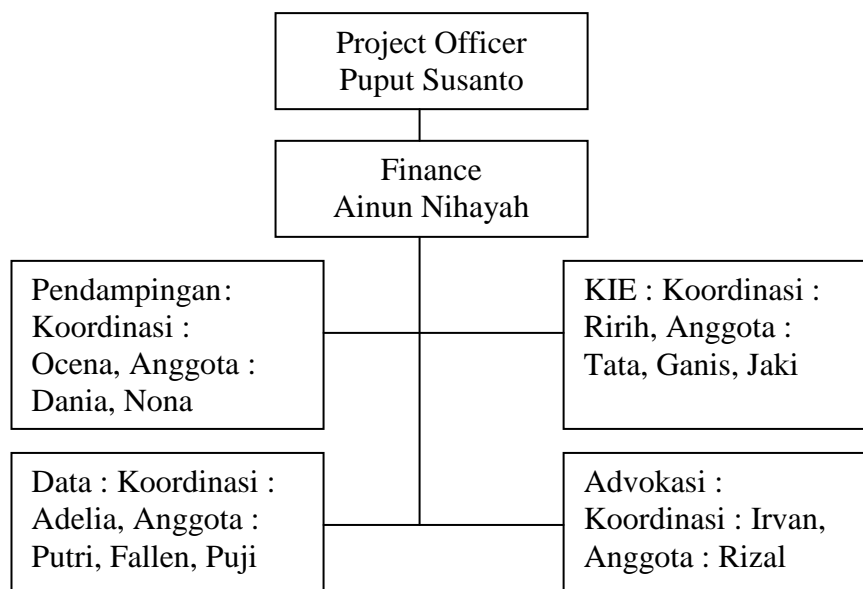 Project Officer
Puput Susanto
Finance
Ainun Nihayah
Pendampingan:
Koordinasi :
Ocena, Anggota :
Dania, Nona
KIE : Koordinasi :
Ririh, Anggota :
Tata, Ganis, Jaki
Data : Koordinasi :
Adelia, Anggota :
Putri, Fallen, Puji
Advokasi :
Koordinasi : Irvan,
Anggota : Rizal